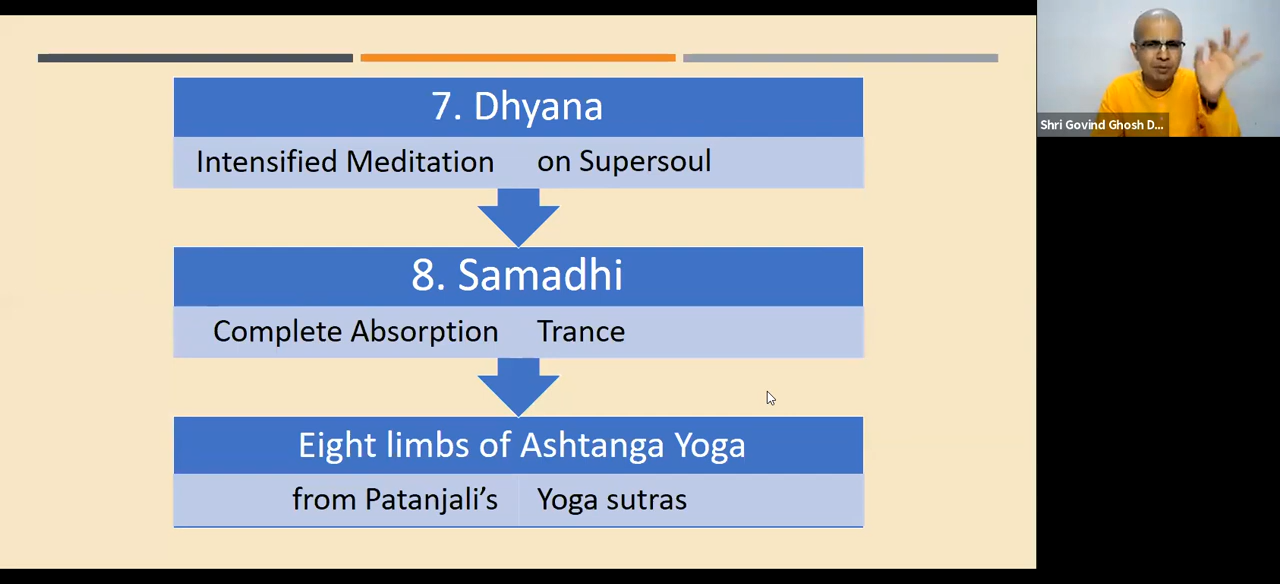 7. Dhyana
Intensified Meditation on Supersoul
8. Samadhi
Complete Absorption Trance
Eight limbs of Ashtanga Yoga
from Patanjali’s Yoga sutras
Shri Govind Ghosh D...